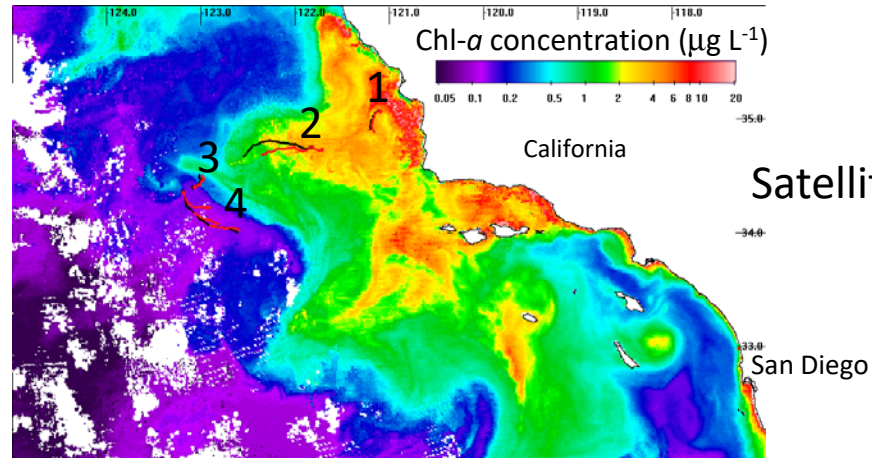 -124.0 -123.0 -122.0 -121.0 -120.0 -119.0 -118.0
Chl-a concentration (μg L-1)
0.05 0.1 0.2 0.5 1 2 4 6 8 10 20
1
2
35.0
California
3
Satellit
4
34.0
33.0
San Diego